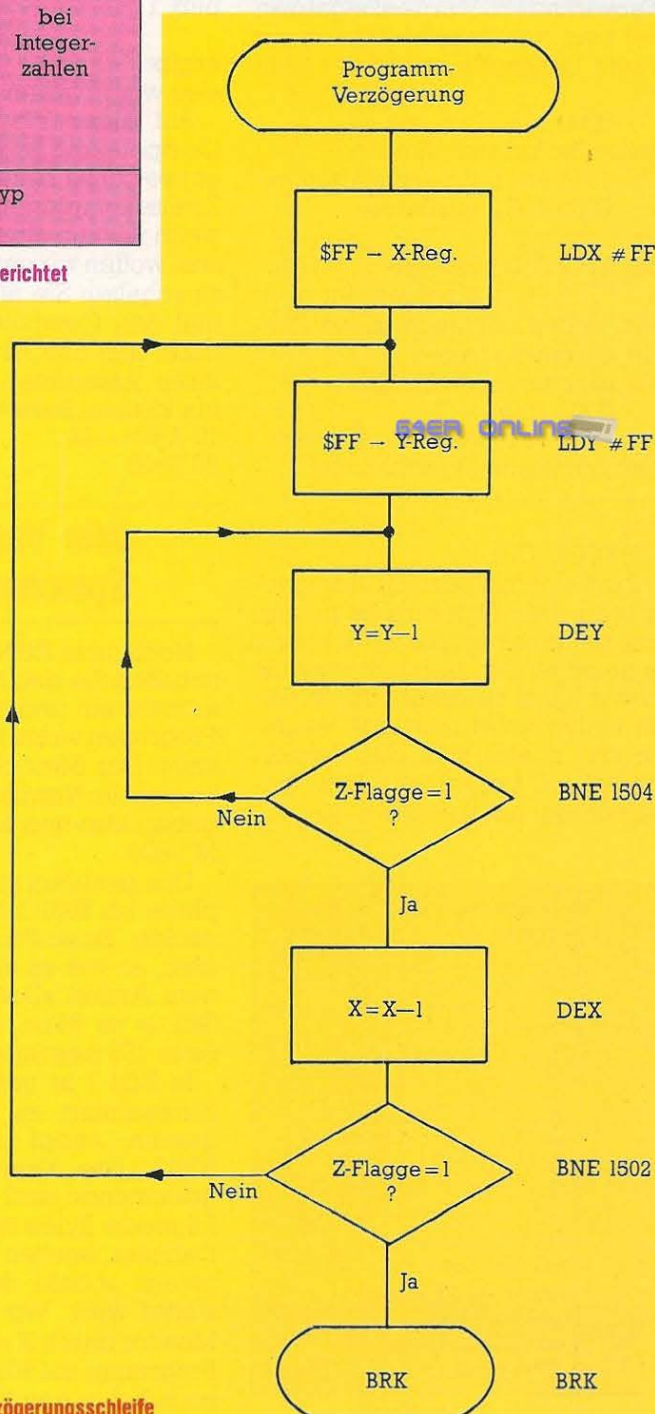 bei
Integer-
zahlen
yp
erichtet
Programm-
Verzögerung
$FF → X-Reg.
LDX #FF
$FF → Y-Reg.
LDY #FF
64ER ONLINE
Y=Y—1
DEY
Z-Flagge=1
?
BNE 1504
Nein
Ja
X=X—1
DEX
Z-Flagge=1
?
BNE 1502
Nein
Ja
BRK
BRK
zögerungsschleife